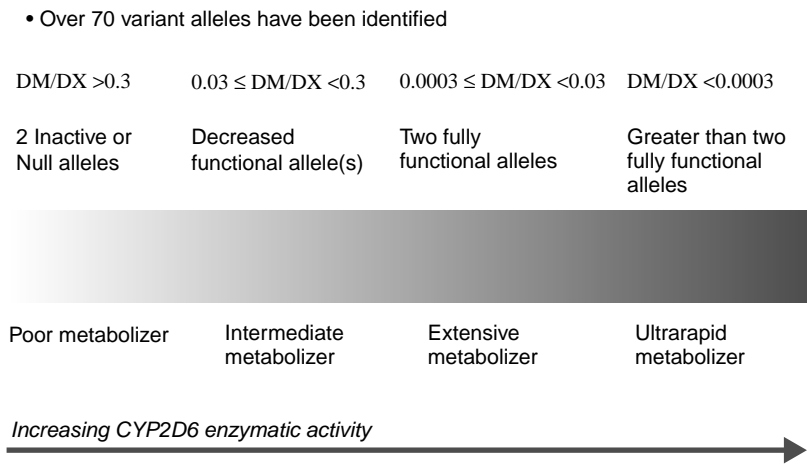 • Over 70 variant alleles have been identified
DM/DX >0.3
0.03 ≤ DM/DX <0.3
0.0003 ≤ DM/DX <0.03
DM/DX <0.0003
2 Inactive or
Null alleles
Decreased
functional allele(s)
Two fully
functional alleles
Greater than two
fully functional
alleles
Poor metabolizer
Intermediate
metabolizer
Extensive
metabolizer
Ultrarapid
metabolizer
Increasing CYP2D6 enzymatic activity